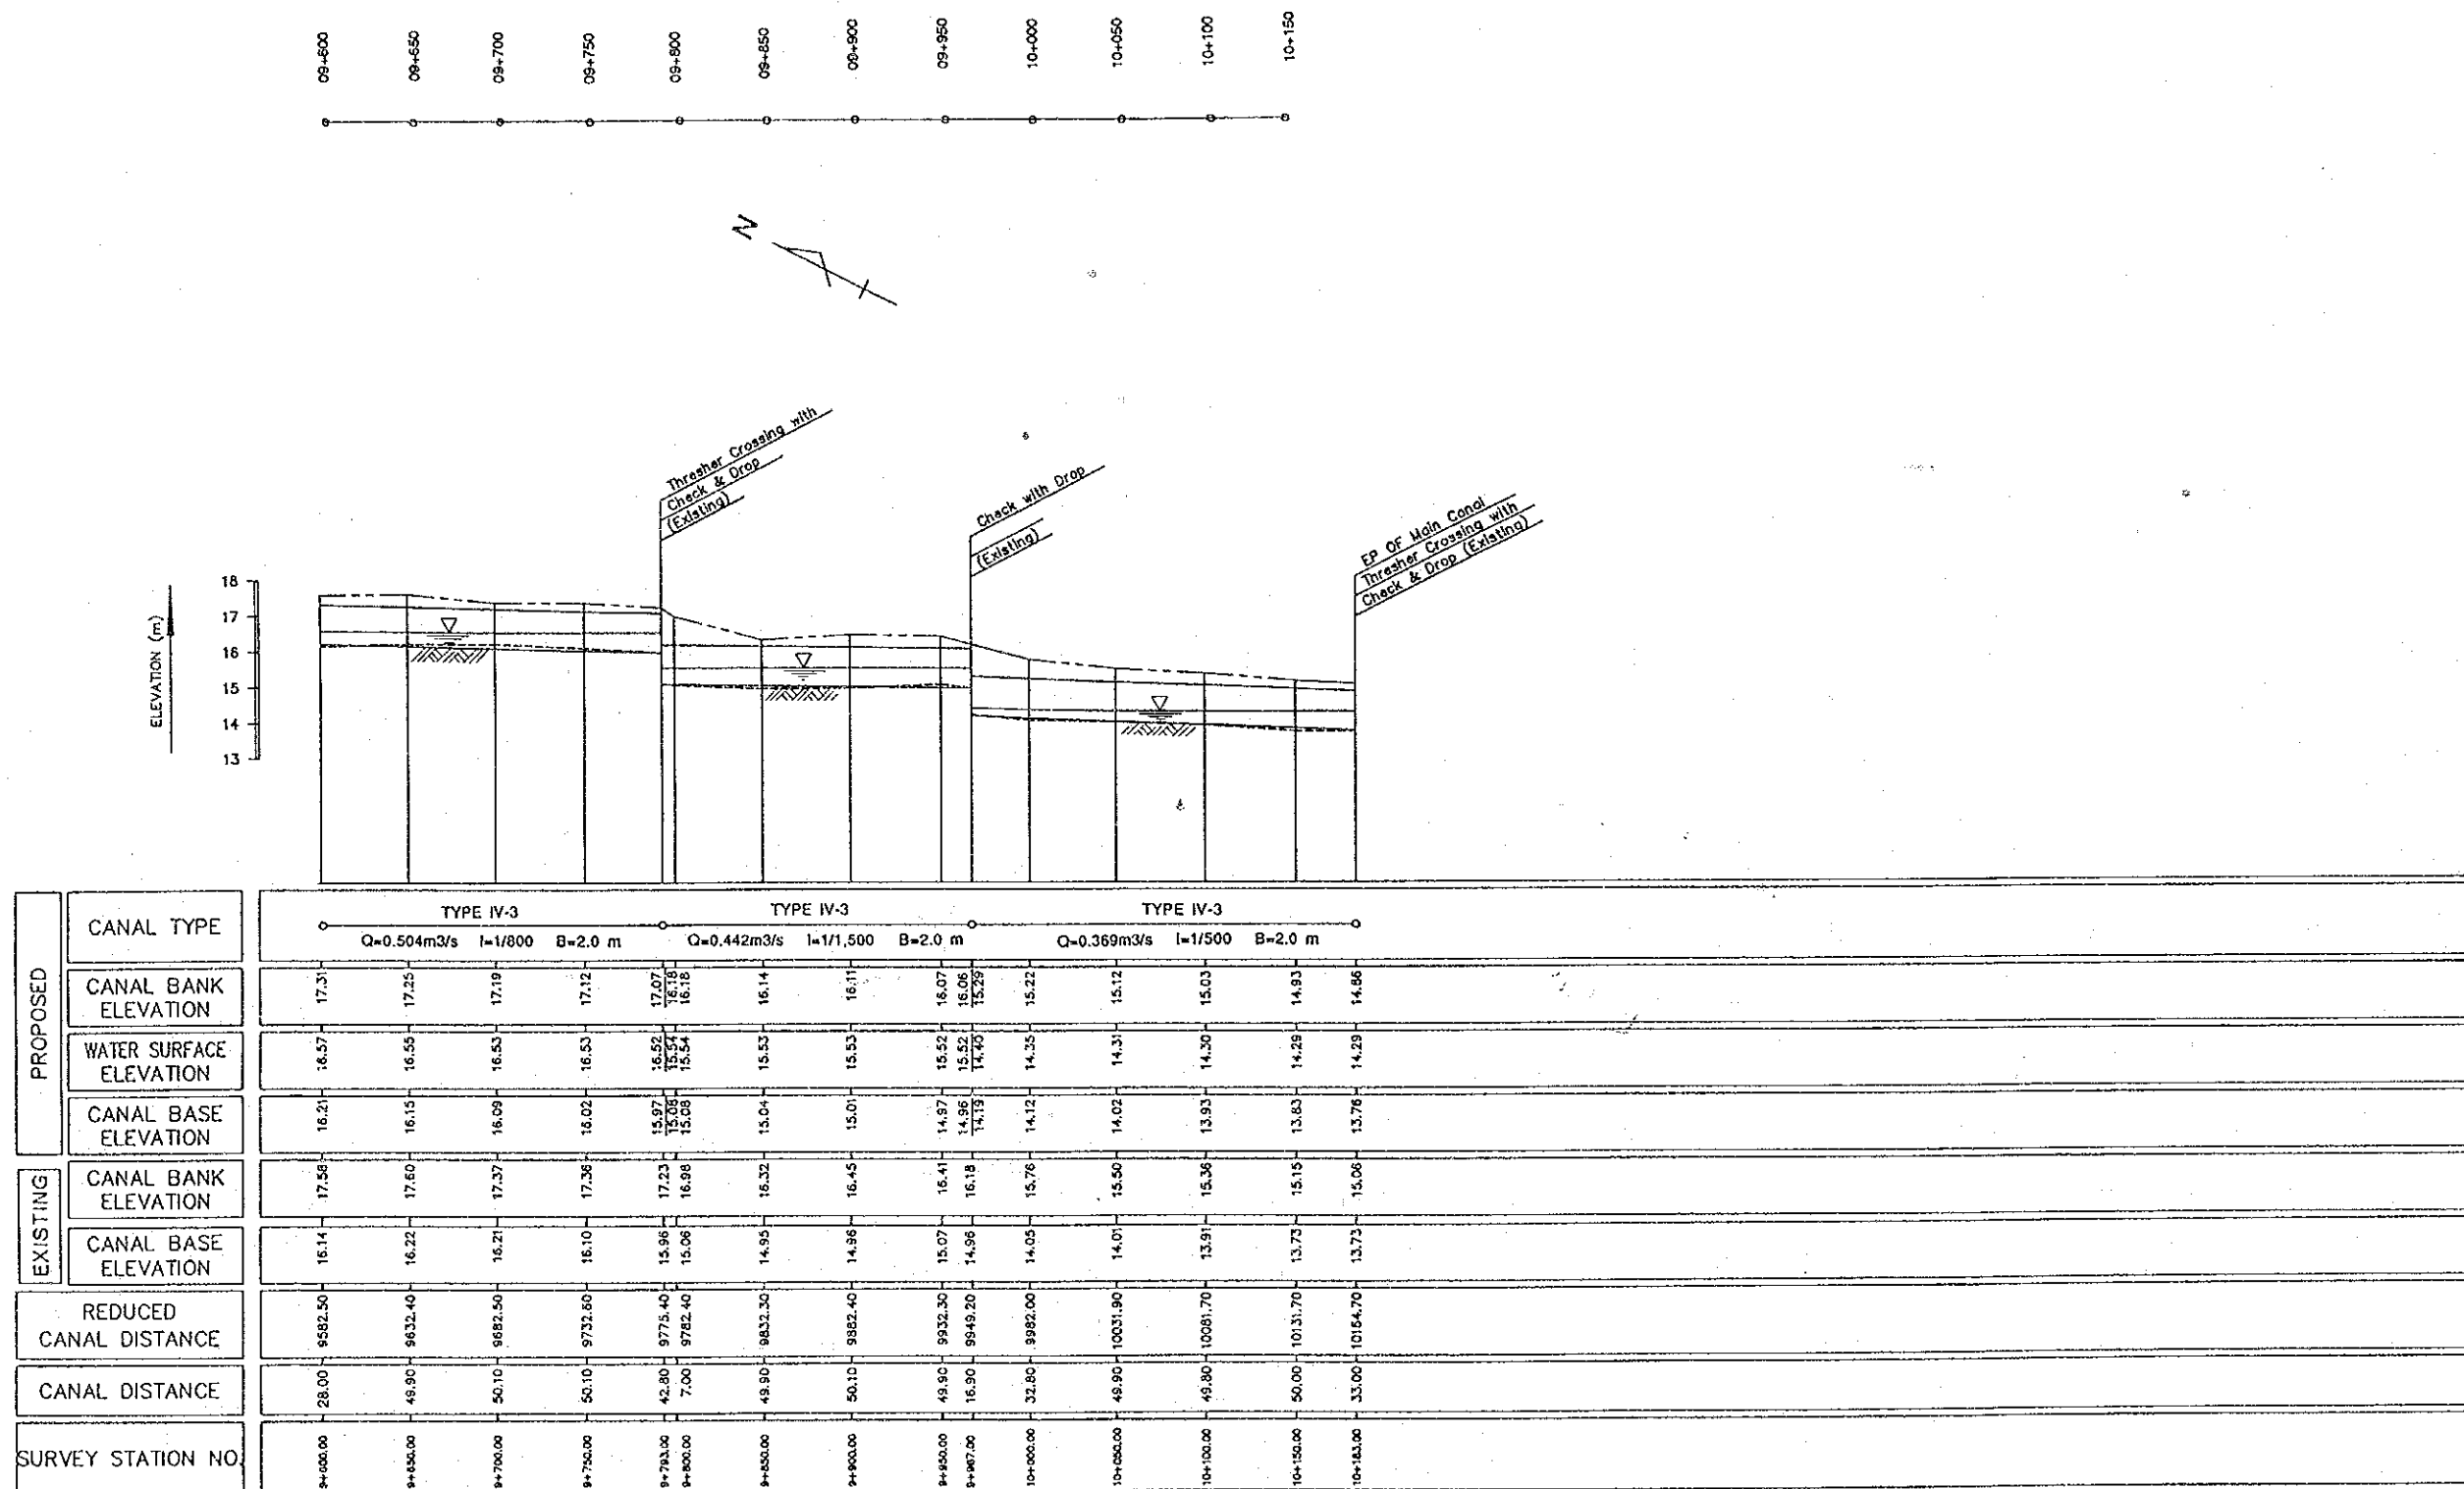 09+600
09+650
09+700
09+750
09+800
09+850
09+900
09+950
10+000
10+050
10+100
10+150
N
Thresher Crossing with
Check & Drop
(Existing)
Check with Drop
(Existing)
EP OF Main Canal
Thresher Crossing with
Check & Drop (Existing)
ELEVATION (m)
18
17
16
15
14
13
PROPOSED
CANAL TYPE
TYPE IV-3
TYPE IV-3
TYPE IV-3
Q=0.504m3/s I=1/800 B=2.0 m
Q=0.442m3/s I=1/1,500 B=2.0 m
Q=0.369m3/s I=1/500 B=2.0 m
CANAL BANK
ELEVATION
17.31 17.25 17.19 17.12 17.07 16.18 16.18 16.14 16.11 16.07 16.06 15.29 15.22 15.12 15.03 14.93 14.86
WATER SURFACE
ELEVATION
16.57 16.55 16.53 16.53 16.52 15.54 15.54 15.53 15.53 15.52 15.52 14.40 14.35 14.31 14.30 14.29 14.29
CANAL BASE
ELEVATION
16.21 16.15 16.09 16.02 15.97 15.08 15.08 15.04 15.01 14.97 14.96 14.19 14.12 14.02 13.93 13.83 13.76
EXISTING
CANAL BANK
ELEVATION
17.58 17.60 17.37 17.36 17.23 16.98 16.32 16.45 16.41 16.18 15.76 15.50 15.36 15.15 15.06
CANAL BASE
ELEVATION
16.14 16.22 16.21 16.10 15.96 15.06 14.95 14.96 15.07 14.96 14.05 14.01 13.91 13.73 13.73
REDUCED
CANAL DISTANCE
9582.50 9632.40 9682.50 9732.60 9775.40 9782.40 9832.30 9882.40 9932.30 9949.20 9982.00 10031.90 10081.70 10131.70 10164.70
CANAL DISTANCE
28.00 49.90 50.10 50.10 42.80 7.00 49.90 50.10 49.90 16.90 32.80 49.90 49.80 50.00 33.00
SURVEY STATION NO.
9+600.00 9+650.00 9+700.00 9+750.00 9+793.00 9+800.00 9+850.00 9+900.00 9+950.00 9+967.00 10+000.00 10+050.00 10+100.00 10+150.00 10+183.00